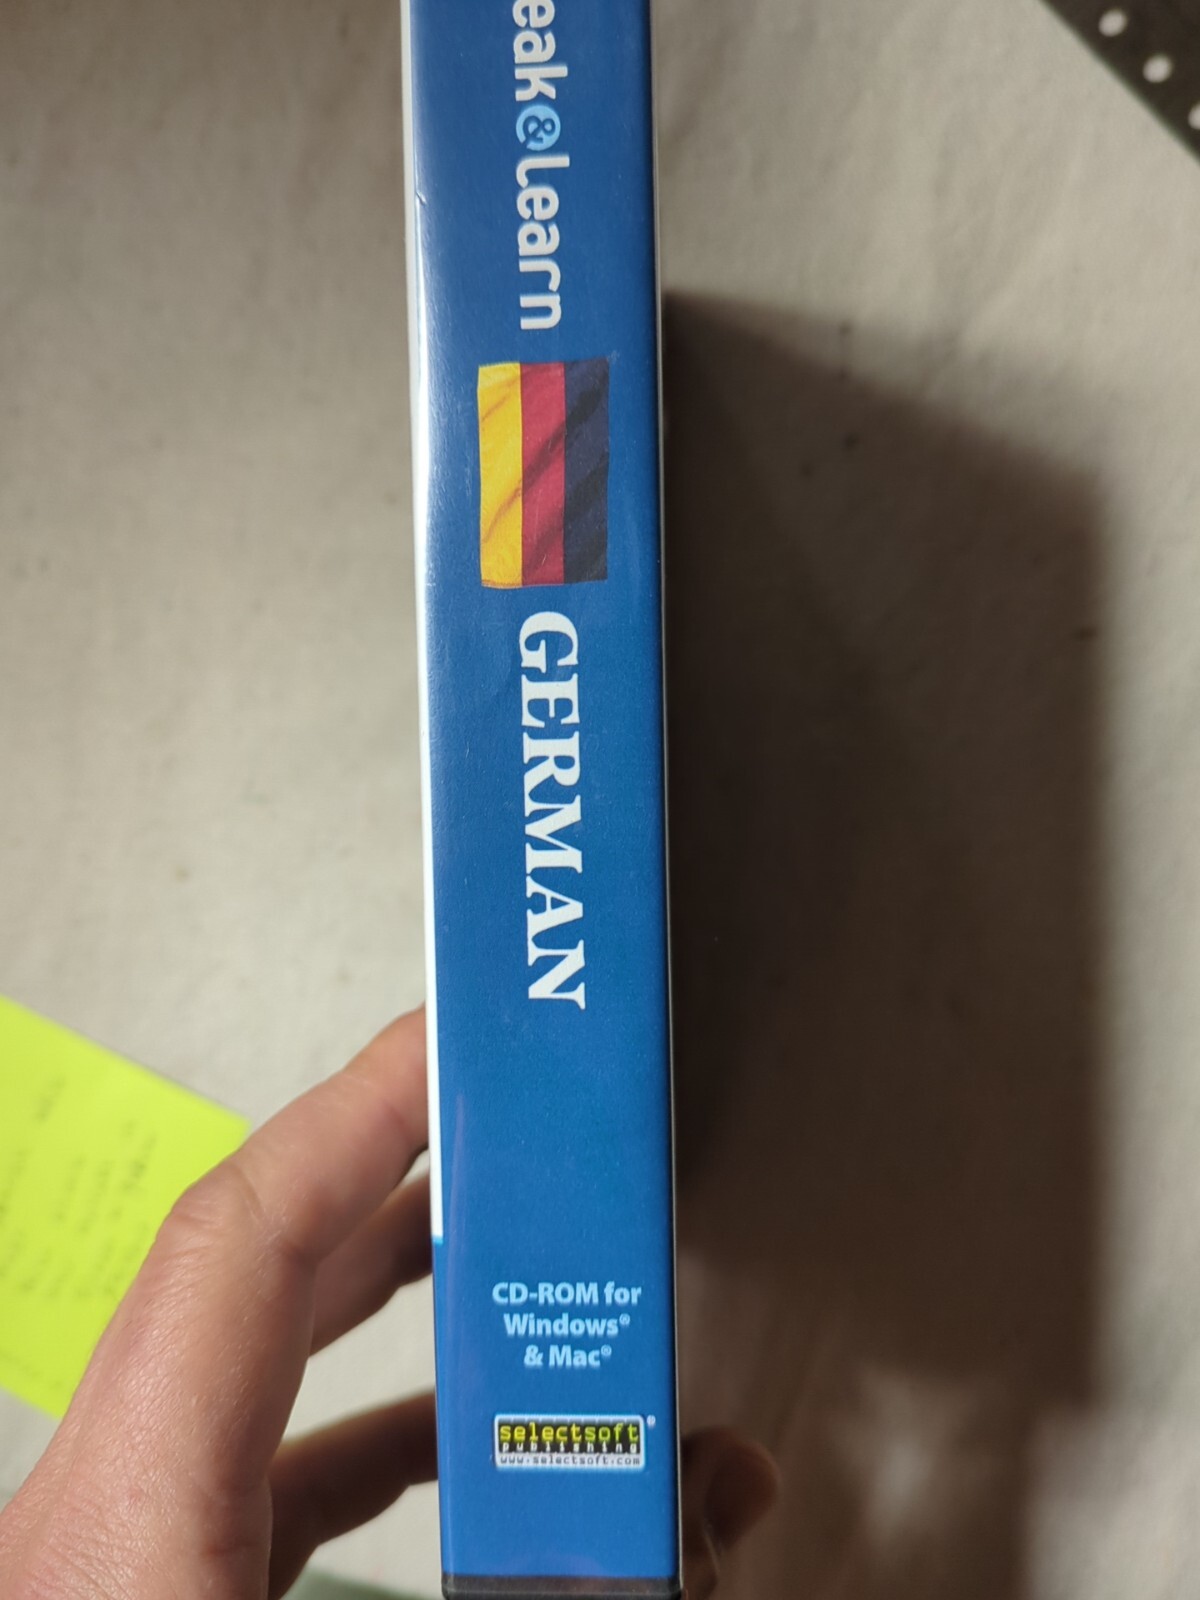 eak&Learn
GERMAN
CD-ROM for
Windows®
& Mac®
selectsoft®
publishing
www.selectsoft.com